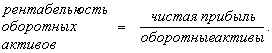 рентабельность
оборотных
активов
=
чистая прибыль
оборотныеактивы
.